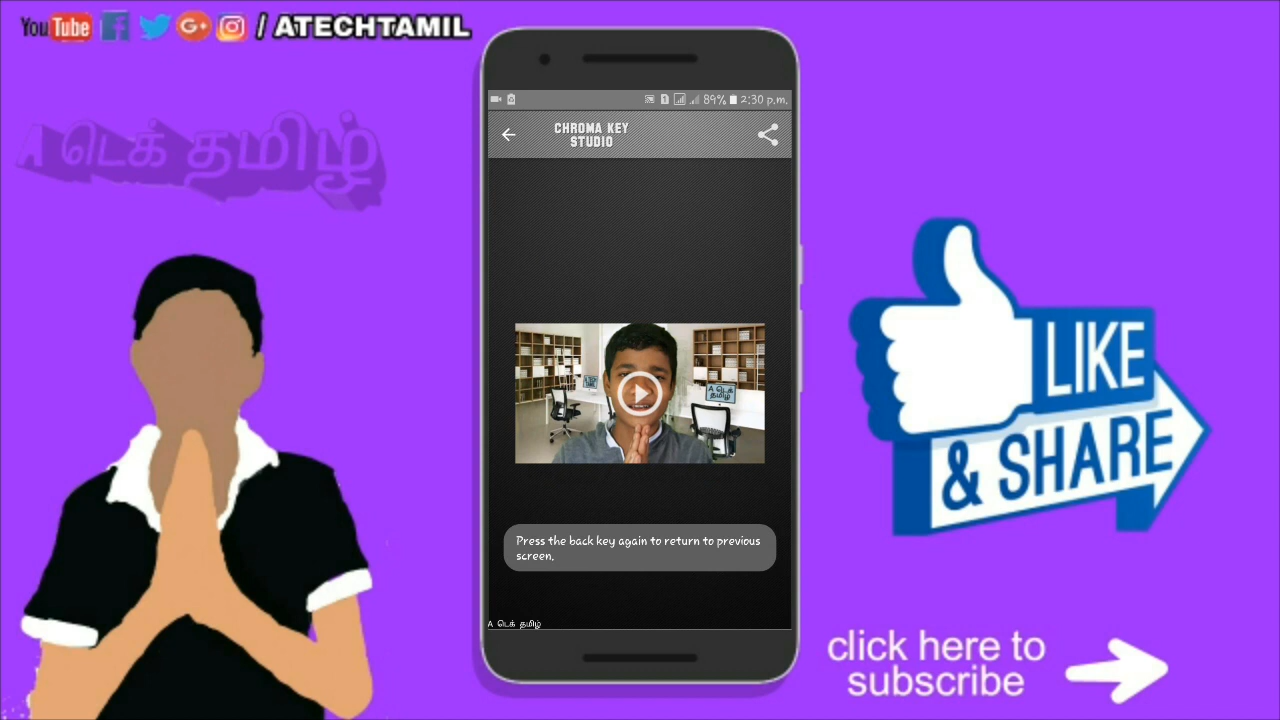 YouTube / ATECHTAMIL
A டெக் தமிழ்
89% 2:30 p.m.
CHROMA KEY
STUDIO
A டெக்
தமிழ்
Press the back key again to return to previous
screen.
A டெக் தமிழ்
LIKE
& SHARE
click here to
subscribe